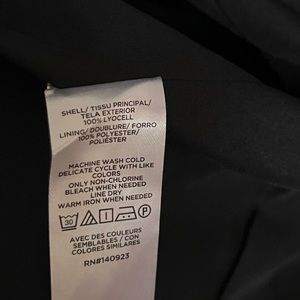 SHELL/ TISSU PRINCIPAL/
TELA EXTERIOR
100% LYOCELL
LINING/ DOUBLURE/ FORRO
100% POLYESTER/
POLIÉSTER
MACHINE WASH COLD
DELICATE CYCLE WITH LIKE
COLORS
ONLY NON-CHLORINE
BLEACH WHEN NEEDED
LINE DRY
WARM IRON WHEN NEEDED
30 P
AVEC DES COULEURS
SEMBLABLES / CON
COLORES SIMILARES
RN#140923